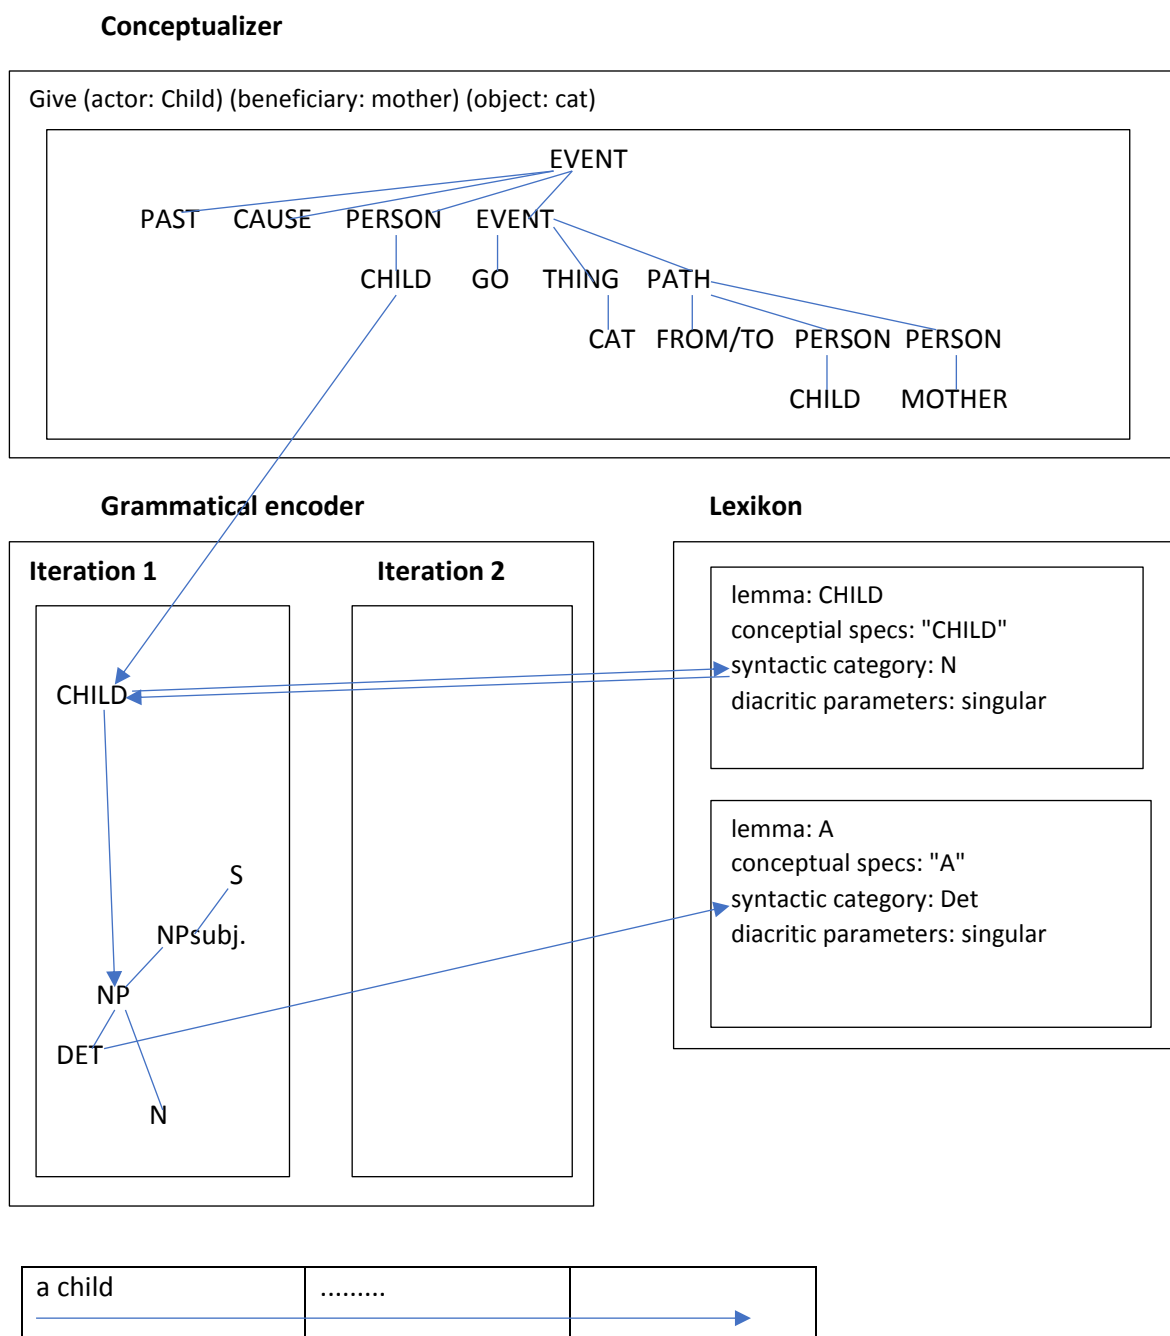 Conceptualizer
Give (actor: Child) (beneficiary: mother) (object: cat)
EVENT
PAST CAUSE PERSON EVENT
CHILD GO THING PATH
CAT FROM/TO PERSON PERSON
CHILD MOTHER
Grammatical encoder
Lexikon
Iteration 1
Iteration 2
CHILD
S
NPsubj.
NP
DET
N
lemma: CHILD
conceptial specs: "CHILD"
syntactic category: N
diacritic parameters: singular
lemma: A
conceptual specs: "A"
syntactic category: Det
diacritic parameters: singular
a child
.........